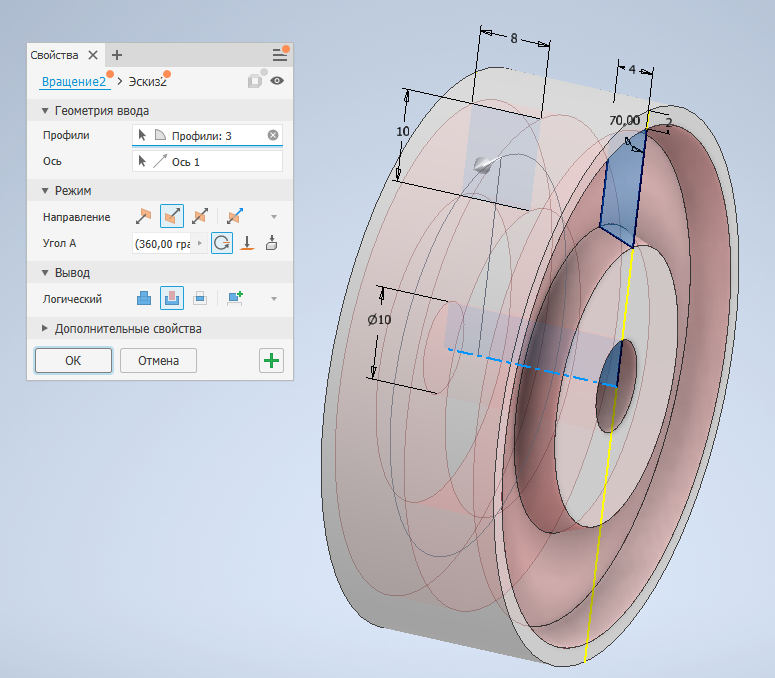 Свойства
Вращение2 > Эскиз2
Геометрия ввода
Профили
Профили: 3
Ось
Ось 1
Режим
Направление
Угол A
(360,00 гра
Вывод
Логический
Дополнительные свойства
ОК
Отмена
8
4
10
70,00
2
Ø10